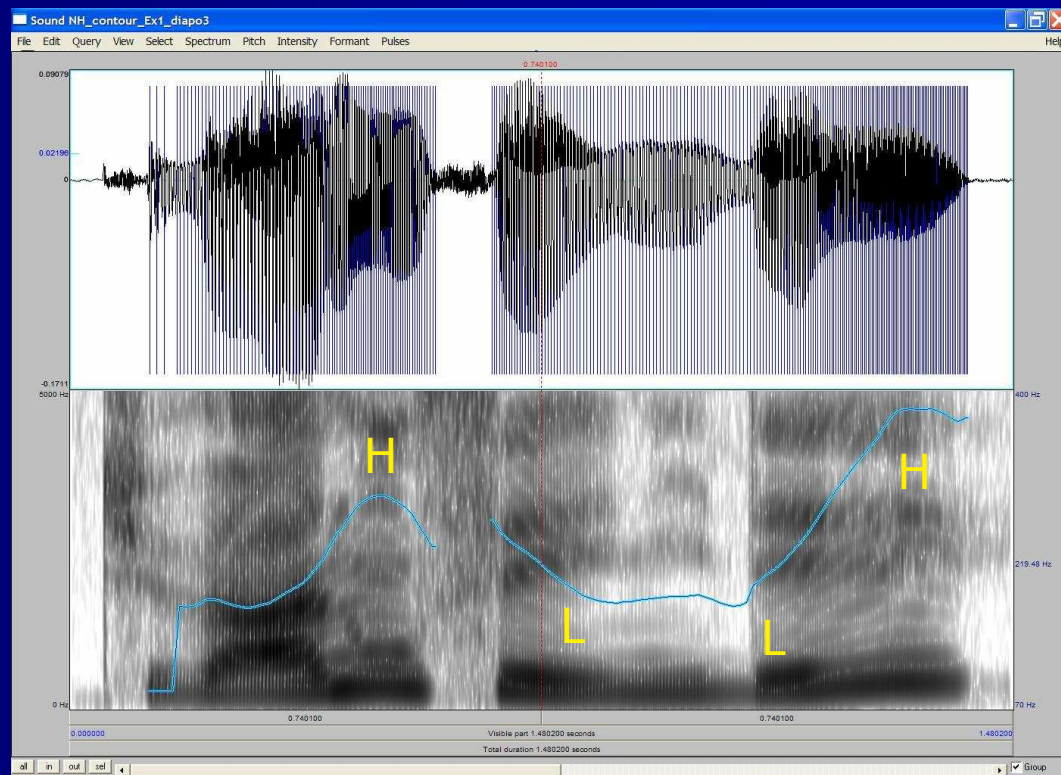 Sound NH_contour_Ex1_diapo3
File Edit Query View Select Spectrum Pitch Intensity Formant Pulses Help
0.740100
0.09079
0.02196
0
-0.1711
5000 Hz
400 Hz
H
H
219.48 Hz
L
L
0 Hz
70 Hz
0.740100 0.740100
0.000000 Visible part 1.480200 seconds 1.480200
Total duration 1.480200 seconds
all in out sel Group